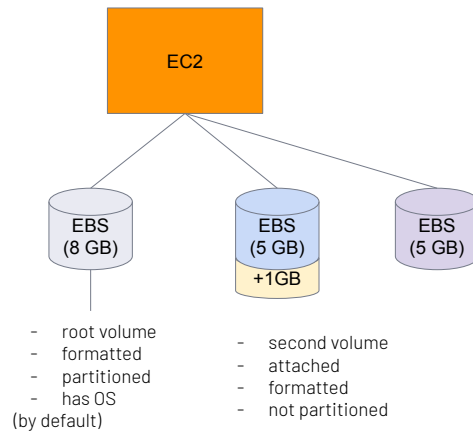 EC2
EBS
(8 GB)
EBS
(5 GB)
+1GB
EBS
(5 GB)
- root volume
- formatted
- partitioned
- has OS
(by default)
- second volume
- attached
- formatted
- not partitioned